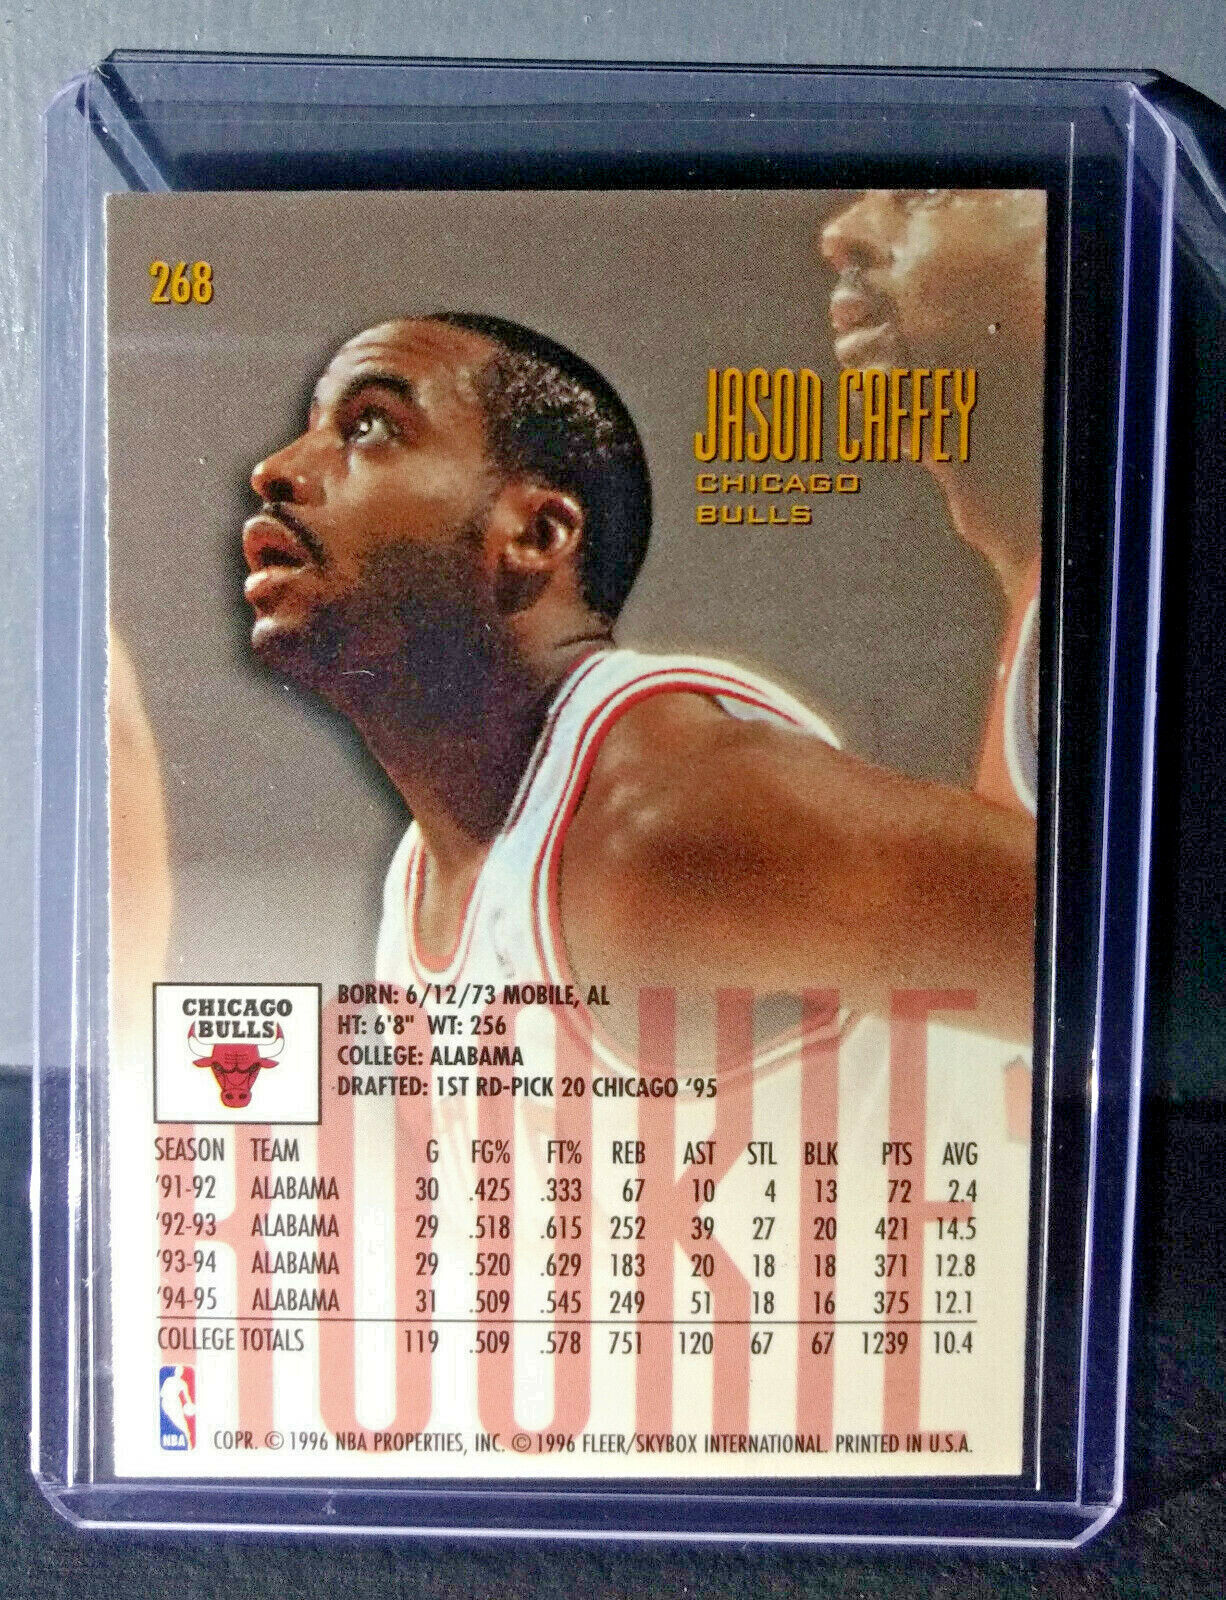 268
JASON CAFFEY
CHICAGO
BULLS
CHICAGO
BULLS
BORN: 6/12/73 MOBILE, AL
HT: 6'8" WT: 256
COLLEGE: ALABAMA
DRAFTED: 1ST RD-PICK 20 CHICAGO '95
ROOKIE
SEASON TEAM G FG% FT% REB AST STL BLK PTS AVG
'91-92 ALABAMA 30 .425 .333 67 10 4 13 72 2.4
'92-93 ALABAMA 29 .518 .615 252 39 27 20 421 14.5
'93-94 ALABAMA 29 .520 .629 183 20 18 18 371 12.8
'94-95 ALABAMA 31 .509 .545 249 51 18 16 375 12.1
COLLEGE TOTALS 119 .509 .578 751 120 67 67 1239 10.4
NBA
COPR. © 1996 NBA PROPERTIES, INC. © 1996 FLEER/SKYBOX INTERNATIONAL. PRINTED IN U.S.A.